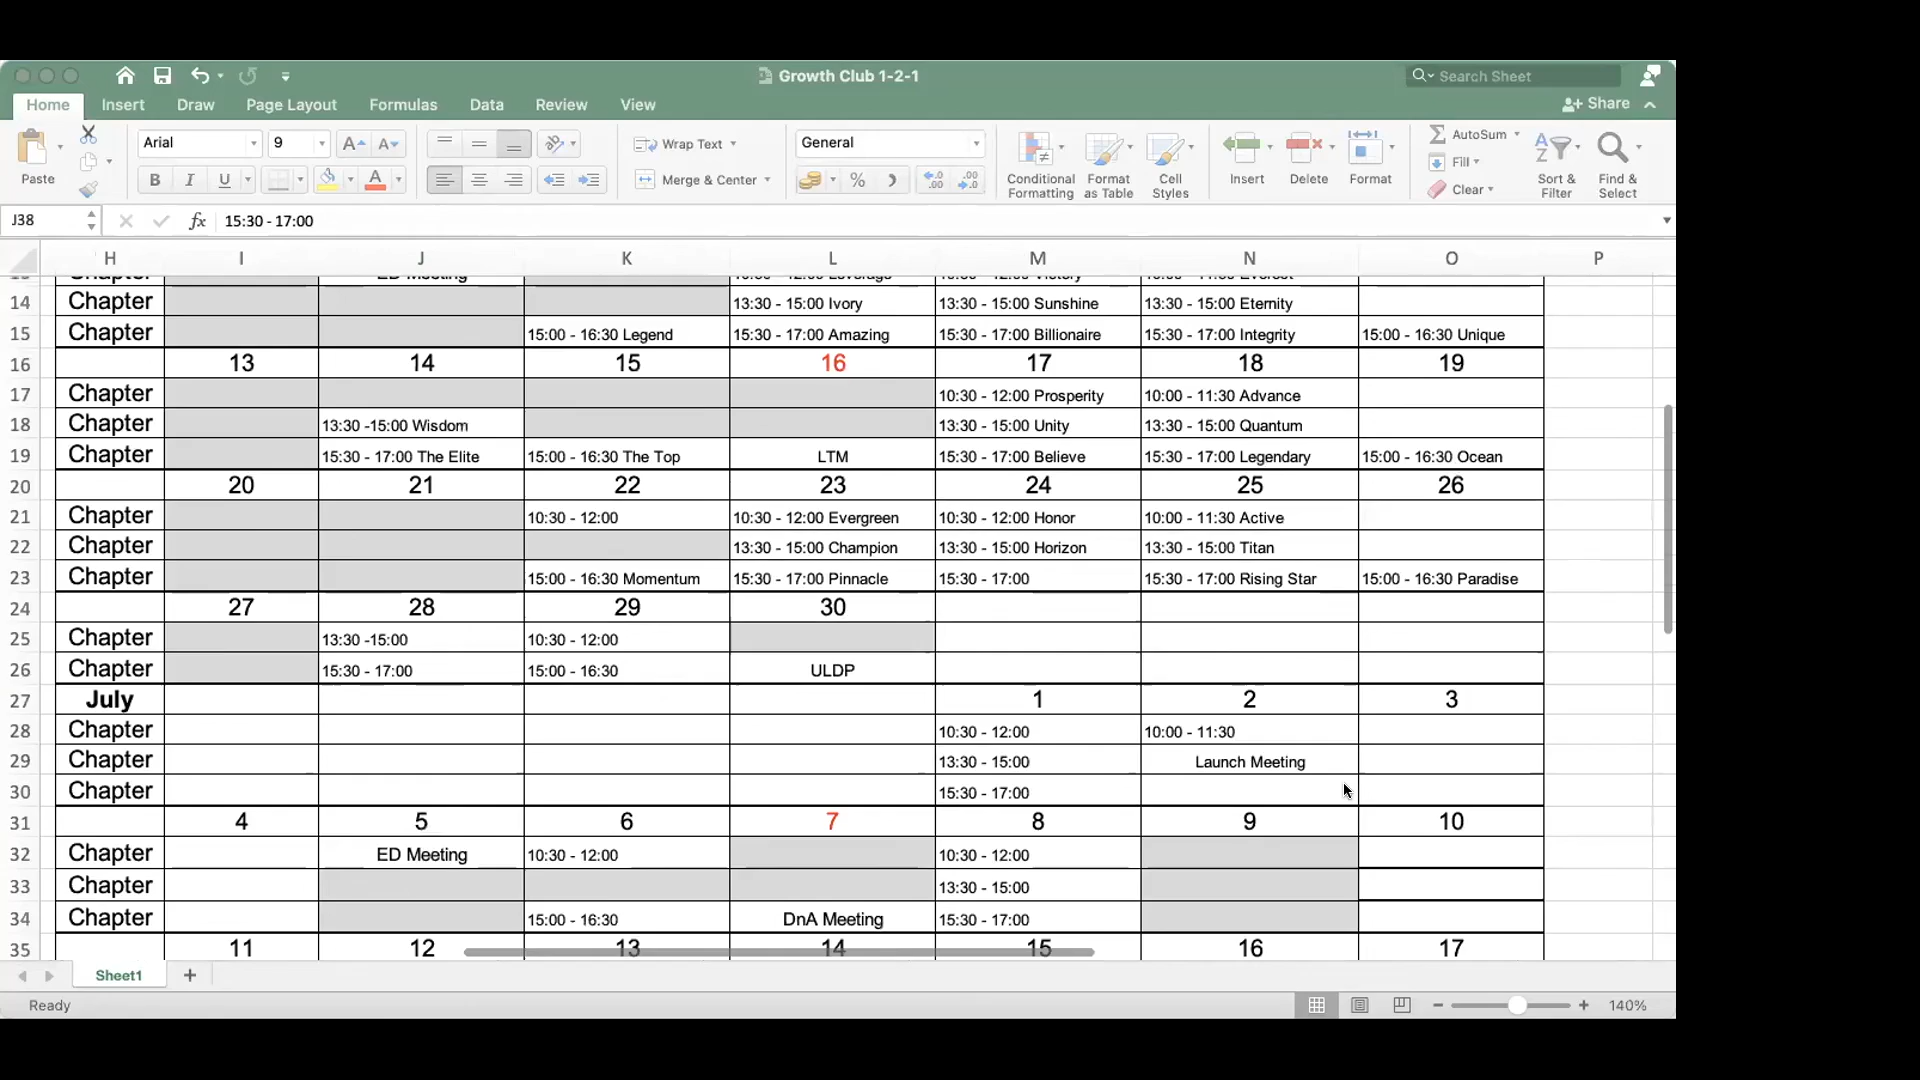 Growth Club 1-2-1
Search Sheet
Home Insert Draw Page Layout Formulas Data Review View Share
Paste
Arial 9
Wrap Text
Merge & Center
General
Conditional Formatting
Format as Table
Cell Styles
Insert
Delete
Format
AutoSum
Fill
Clear
Sort & Filter
Find & Select
J38 fx 15:30 - 17:00
H I J K L M N O P
14 Chapter 13:30 - 15:00 Ivory 13:30 - 15:00 Sunshine 13:30 - 15:00 Eternity
15 Chapter 15:00 - 16:30 Legend 15:30 - 17:00 Amazing 15:30 - 17:00 Billionaire 15:30 - 17:00 Integrity 15:00 - 16:30 Unique
16 13 14 15 16 17 18 19
17 Chapter 10:30 - 12:00 Prosperity 10:00 - 11:30 Advance
18 Chapter 13:30 -15:00 Wisdom 13:30 - 15:00 Unity 13:30 - 15:00 Quantum
19 Chapter 15:30 - 17:00 The Elite 15:00 - 16:30 The Top LTM 15:30 - 17:00 Believe 15:30 - 17:00 Legendary 15:00 - 16:30 Ocean
20 20 21 22 23 24 25 26
21 Chapter 10:30 - 12:00 10:30 - 12:00 Evergreen 10:30 - 12:00 Honor 10:00 - 11:30 Active
22 Chapter 13:30 - 15:00 Champion 13:30 - 15:00 Horizon 13:30 - 15:00 Titan
23 Chapter 15:00 - 16:30 Momentum 15:30 - 17:00 Pinnacle 15:30 - 17:00 15:30 - 17:00 Rising Star 15:00 - 16:30 Paradise
24 27 28 29 30
25 Chapter 13:30 -15:00 10:30 - 12:00
26 Chapter 15:30 - 17:00 15:00 - 16:30 ULDP
27 July 1 2 3
28 Chapter 10:30 - 12:00 10:00 - 11:30
29 Chapter 13:30 - 15:00 Launch Meeting
30 Chapter 15:30 - 17:00
31 4 5 6 7 8 9 10
32 Chapter ED Meeting 10:30 - 12:00 10:30 - 12:00
33 Chapter 13:30 - 15:00
34 Chapter 15:00 - 16:30 DnA Meeting 15:30 - 17:00
35 11 12 13 14 15 16 17
Sheet1
Ready 140%